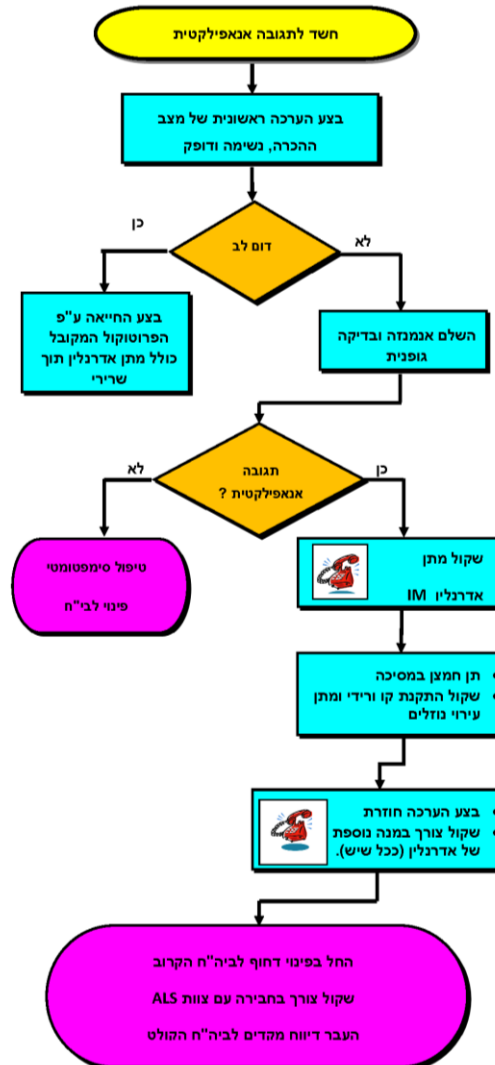 חשד לתגובה אנאפילקטית
בצע הערכה ראשונית של מצב
ההכרה, נשימה ודופק
דום לב
כן
לא
בצע החייאה ע"פ
הפרוטוקול המקובל
כולל מתן אדרנלין תוך
שרירי
השלם אנמנזה ובדיקה
גופנית
תגובה
אנאפילקטית ?
לא
כן
טיפול סימפטומטי
פינוי לבי"ח
שקול מתן
אדרנליו IM
• תן חמצן במסיכה
• שקול התקנת קו ורידי ומתן
עירוי נוזלים
• בצע הערכה חוזרת
• שקול צורך במנה נוספת
של אדרנלין (ככל שיש).
החל בפינוי דחוף לביה"ח הקרוב
שקול צורך בחבירה עם צוות ALS
העבר דיווח מקדים לביה"ח הקולט